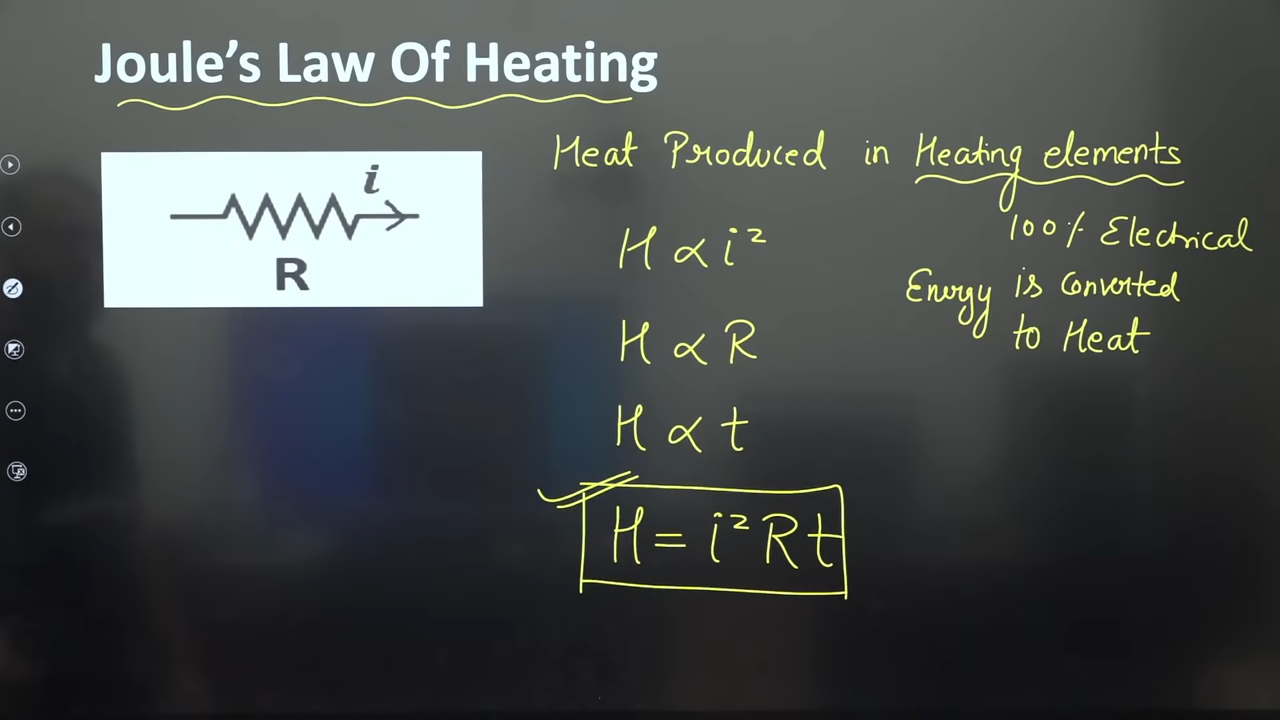 Joule's Law Of Heating
i
R
Heat Produced in Heating elements
100% Electrical
Energy is converted
to Heat
H ∝ i²
H ∝ R
H ∝ t
H = i²Rt